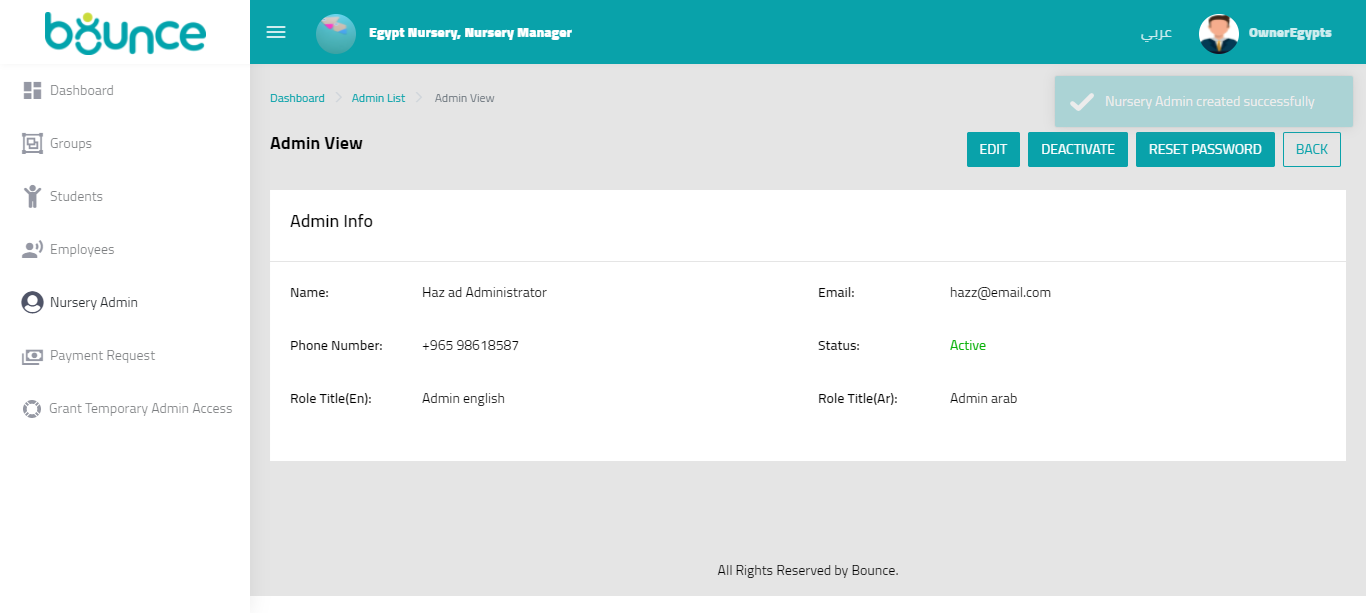 bounce
Egypt Nursery, Nursery Manager
عربي
OwnerEgypts
Dashboard
Groups
Students
Employees
Nursery Admin
Payment Request
Grant Temporary Admin Access
Dashboard Admin List Admin View
Nursery Admin created successfully
Admin View
EDIT DEACTIVATE RESET PASSWORD BACK
Admin Info
Name: Haz ad Administrator Email: hazz@email.com
Phone Number: +965 98618587 Status: Active
Role Title(En): Admin english Role Title(Ar): Admin arab
All Rights Reserved by Bounce.